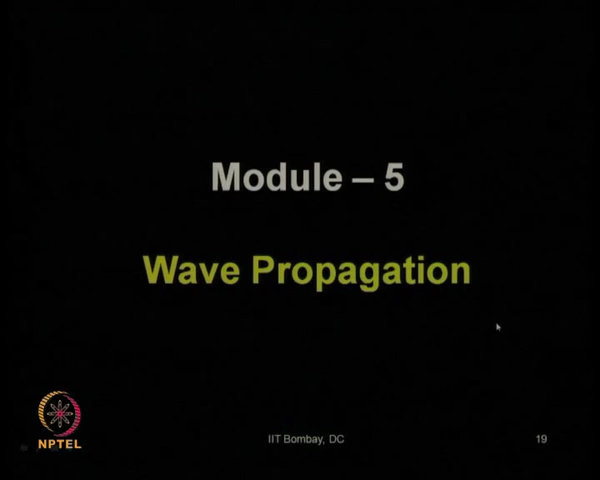 Module – 5
Wave Propagation
NPTEL
IIT Bombay, DC
19